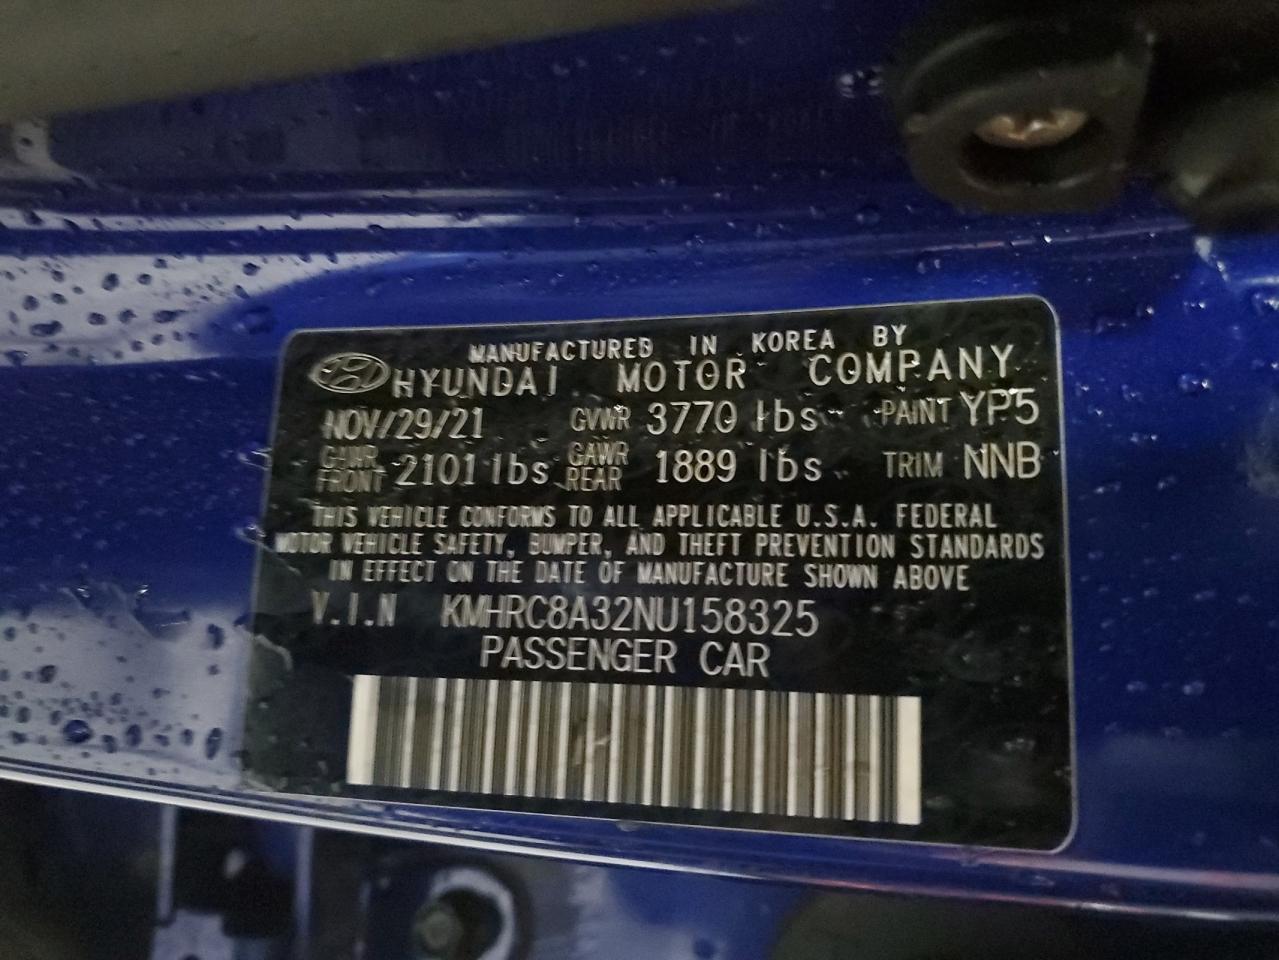 MANUFACTURED IN KOREA BY
HYUNDAI MOTOR COMPANY
NOV/29/21 GVWR 3770 lbs PAINT YP5
GAWR FRONT 2101 lbs GAWR REAR 1889 lbs TRIM NNB
THIS VEHICLE CONFORMS TO ALL APPLICABLE U.S.A. FEDERAL
MOTOR VEHICLE SAFETY, BUMPER, AND THEFT PREVENTION STANDARDS
IN EFFECT ON THE DATE OF MANUFACTURE SHOWN ABOVE
V.I.N KMHRC8A32NU158325
PASSENGER CAR